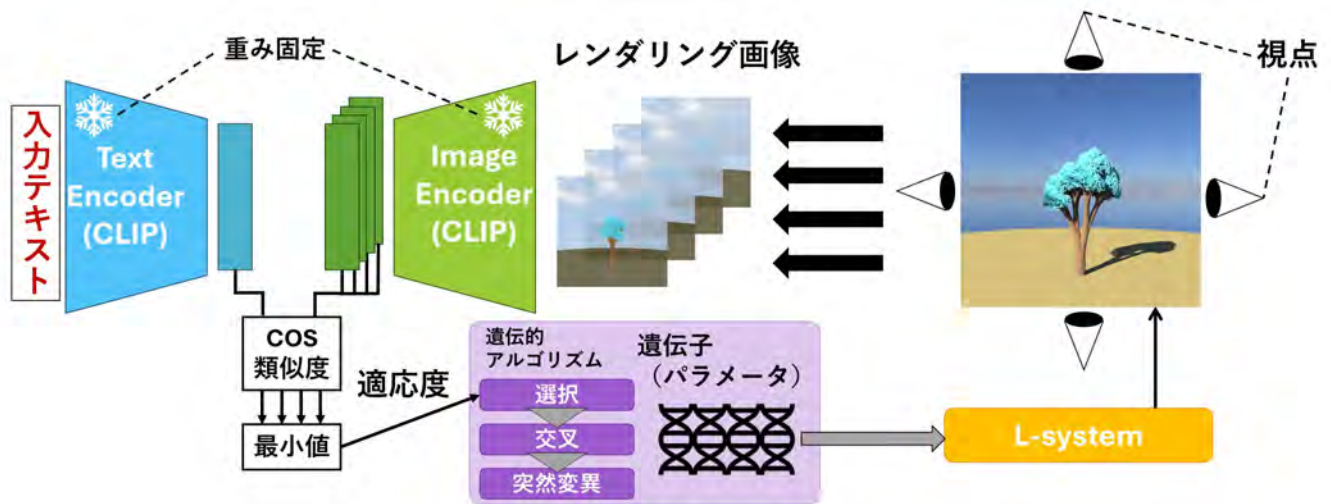 重み固定
レンダリング画像
視点
入力テキスト
Text
Encoder
(CLIP)
Image
Encoder
(CLIP)
COS
類似度
最小値
適応度
遺伝的
アルゴリズム
選択
交叉
突然変異
遺伝子
（パラメータ）
L-system